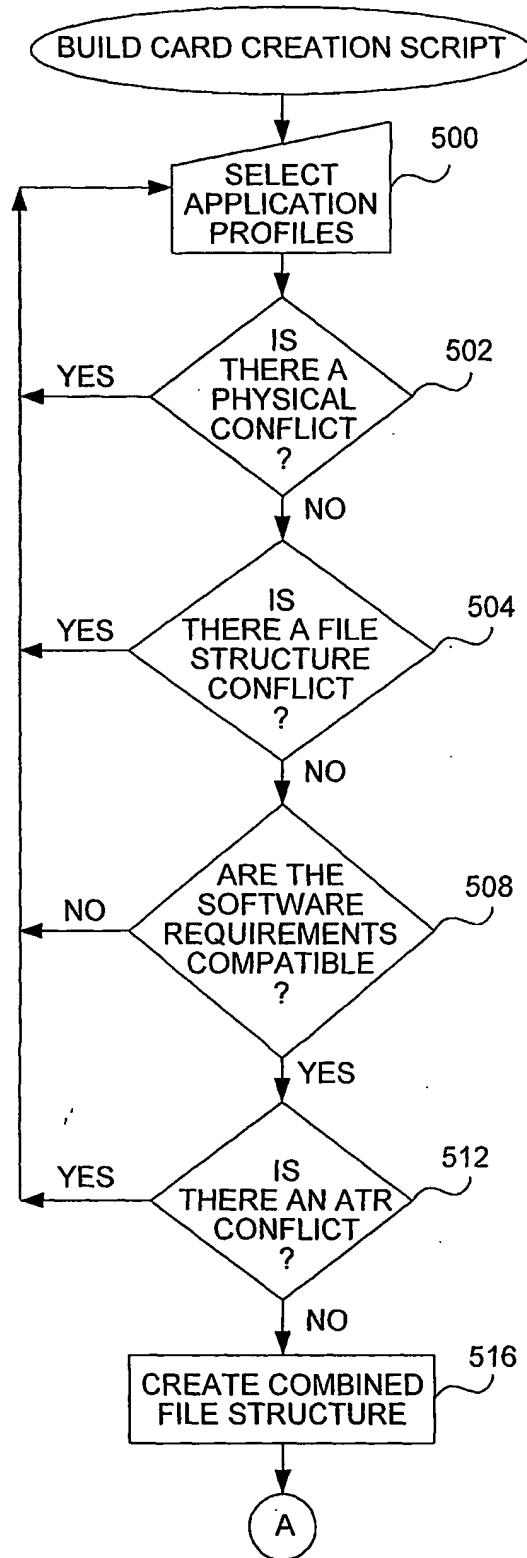 BUILD CARD CREATION SCRIPT
500
SELECT
APPLICATION
PROFILES
502
IS
THERE A
PHYSICAL
CONFLICT
?
YES
NO
504
IS
THERE A FILE
STRUCTURE
CONFLICT
?
YES
NO
508
ARE THE
SOFTWARE
REQUIREMENTS
COMPATIBLE
?
NO
YES
512
IS
THERE AN ATR
CONFLICT
?
YES
NO
516
CREATE COMBINED
FILE STRUCTURE
A